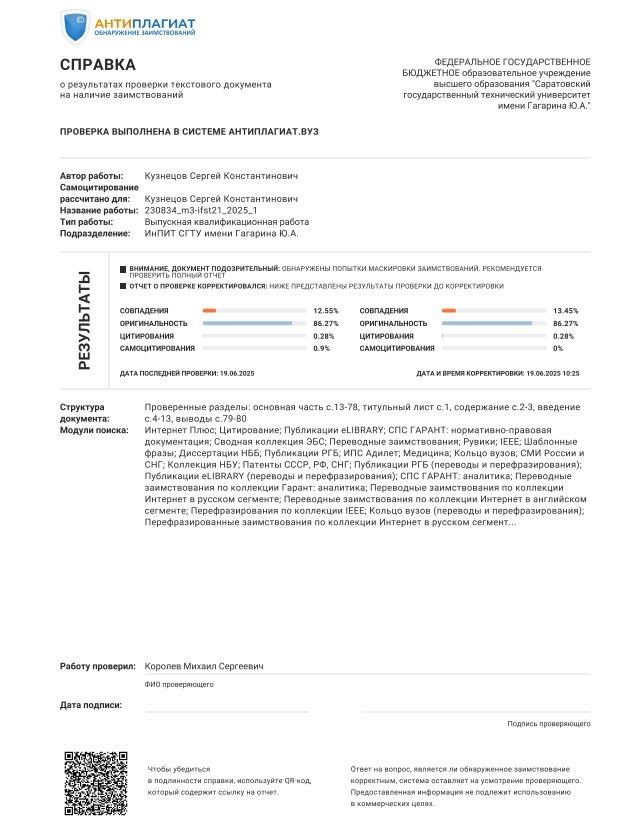 АНТИПЛАГИАТ
ОБНАРУЖЕНИЕ ЗАИМСТВОВАНИЙ
СПРАВКА
о результатах проверки текстового документа
на наличие заимствований
ФЕДЕРАЛЬНОЕ ГОСУДАРСТВЕННОЕ
БЮДЖЕТНОЕ образовательное учреждение
высшего образования "Саратовский
государственный технический университет
имени Гагарина Ю.А."
ПРОВЕРКА ВЫПОЛНЕНА В СИСТЕМЕ АНТИПЛАГИАТ.ВУЗ
Автор работы: Кузнецов Сергей Константинович
Самоцитирование
рассчитано для: Кузнецов Сергей Константинович
Название работы: 230834_m3-ifst21_2025_1
Тип работы: Выпускная квалификационная работа
Подразделение: ИнПИТ СГТУ имени Гагарина Ю.А.
РЕЗУЛЬТАТЫ
ВНИМАНИЕ, ДОКУМЕНТ ПОДОЗРИТЕЛЬНЫЙ: ОБНАРУЖЕНЫ ПОПЫТКИ МАСКИРОВКИ ЗАИМСТВОВАНИЙ. РЕКОМЕНДУЕТСЯ
ПРОВЕРИТЬ ПОЛНЫЙ ОТЧЕТ
ОТЧЕТ О ПРОВЕРКЕ КОРРЕКТИРОВАЛСЯ: НИЖЕ ПРЕДСТАВЛЕНЫ РЕЗУЛЬТАТЫ ПРОВЕРКИ ДО КОРРЕКТИРОВКИ
СОВПАДЕНИЯ 12.55%
ОРИГИНАЛЬНОСТЬ 86.27%
ЦИТИРОВАНИЯ 0.28%
САМОЦИТИРОВАНИЯ 0.9%
ДАТА ПОСЛЕДНЕЙ ПРОВЕРКИ: 19.06.2025
СОВПАДЕНИЯ 13.45%
ОРИГИНАЛЬНОСТЬ 86.27%
ЦИТИРОВАНИЯ 0.28%
САМОЦИТИРОВАНИЯ 0%
ДАТА И ВРЕМЯ КОРРЕКТИРОВКИ: 19.06.2025 10:25
Структура Проверенные разделы: основная часть с.13-78, титульный лист с.1, содержание с.2-3, введение
документа: с.4-13, выводы с.79-80
Модули поиска: Интернет Плюс; Цитирование; Публикации eLIBRARY; СПС ГАРАНТ: нормативно-правовая
документация; Сводная коллекция ЭБС; Переводные заимствования; Рувики; IEEE; Шаблонные
фразы; Диссертации НББ; Публикации РГБ; ИПС Адилет; Медицина; Кольцо вузов; СМИ России и
СНГ; Коллекция НБУ; Патенты СССР, РФ, СНГ; Публикации РГБ (переводы и перефразирования);
Публикации eLIBRARY (переводы и перефразирования); СПС ГАРАНТ: аналитика; Переводные
заимствования по коллекции Гарант: аналитика; Переводные заимствования по коллекции
Интернет в русском сегменте; Переводные заимствования по коллекции Интернет в английском
сегменте; Перефразирования по коллекции IEEE; Кольцо вузов (переводы и перефразирования);
Перефразированные заимствования по коллекции Интернет в русском сегмент...
Работу проверил: Королев Михаил Сергеевич
ФИО проверяющего
Дата подписи:
Подпись проверяющего
Чтобы убедиться
в подлинности справки, используйте QR-код,
который содержит ссылку на отчет.
Ответ на вопрос, является ли обнаруженное заимствование
корректным, система оставляет на усмотрение проверяющего.
Предоставленная информация не подлежит использованию
в коммерческих целях.